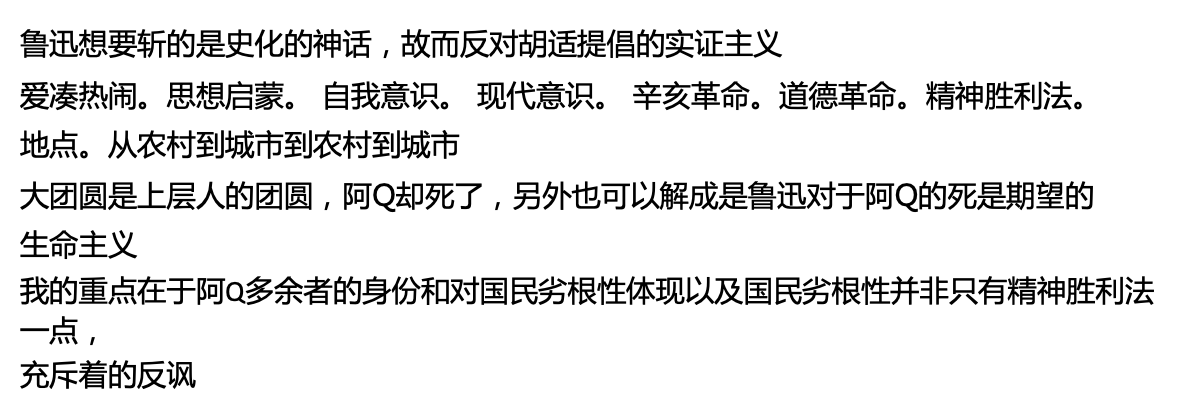 鲁迅想要斩的是史化的神话，故而反对胡适提倡的实证主义
爱凑热闹。思想启蒙。 自我意识。 现代意识。 辛亥革命。道德革命。精神胜利法。
地点。从农村到城市到农村到城市
大团圆是上层人的团圆，阿Q却死了，另外也可以解成是鲁迅对于阿Q的死是期望的
生命主义
我的重点在于阿Q多余者的身份和对国民劣根性体现以及国民劣根性并非只有精神胜利法
一点，
充斥着的反讽